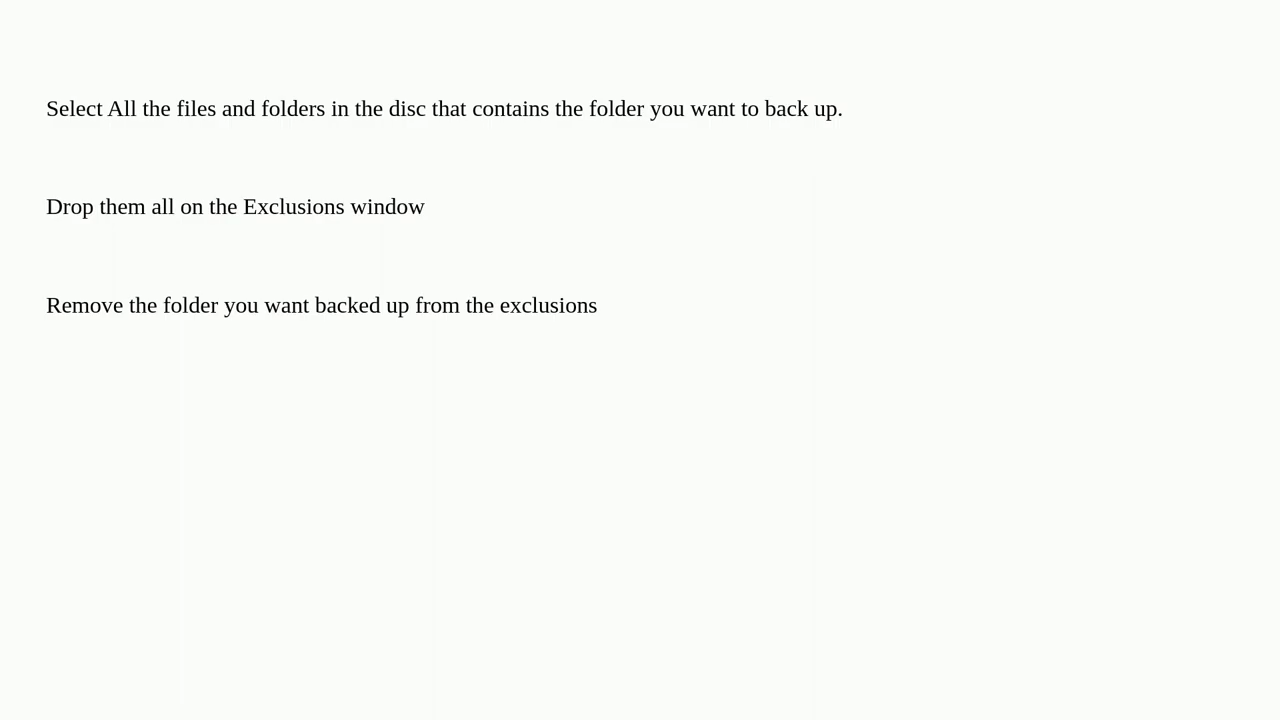 Select All the files and folders in the disc that contains the folder you want to back up.
Drop them all on the Exclusions window
Remove the folder you want backed up from the exclusions